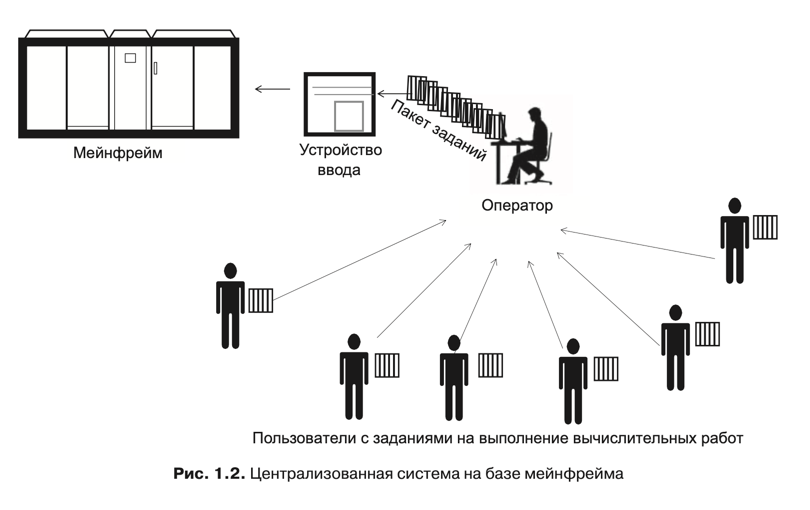 Мейнфрейм
Устройство
ввода
Пакет заданий
Оператор
Пользователи с заданиями на выполнение вычислительных работ
Рис. 1.2. Централизованная система на базе мейнфрейма